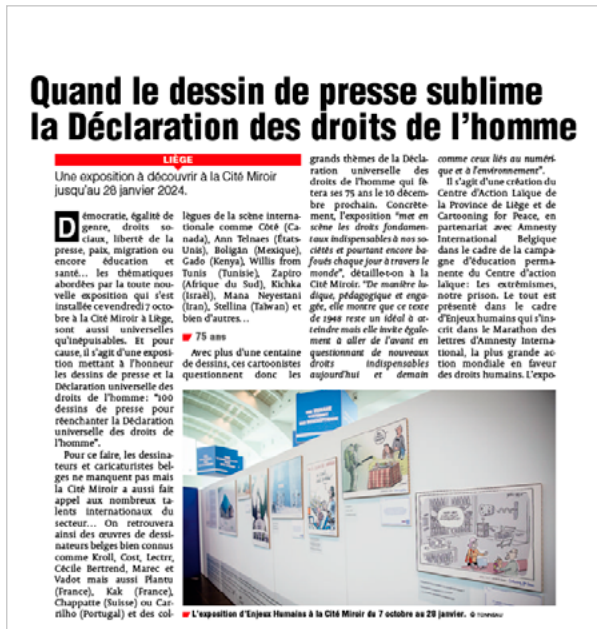 Quand le dessin de presse sublime
la Déclaration des droits de l'homme
LIÈGE
Une exposition à découvrir à la Cité Miroir
jusqu'au 28 janvier 2024.
Démocratie, égalité de
genre, droits so-
ciaux, liberté de la
presse, paix, migration ou
encore éducation et
santé... les thématiques
abordées par la toute nou-
velle exposition qui s'est
installée ce vendredi 7 octo-
bre à la Cité Miroir à Liège,
sont aussi universelles
qu'inépuisables. Et pour
cause, il s'agit d'une exposi-
tion mettant à l'honneur
les dessins de presse et la
Déclaration universelle des
droits de l'homme: "100
dessins de presse pour
réenchanter la Déclaration
universelle des droits de
l'homme".
Pour ce faire, les dessina-
teurs et caricaturistes bel-
ges ne manquent pas mais
la Cité Miroir a aussi fait
appel aux nombreux ta-
lents internationaux du
secteur... On retrouvera
ainsi des œuvres de dessi-
nateurs belges bien connus
comme Kroll, Cost, Lectrr,
Cécile Bertrend, Marec et
Vadot mais aussi Plantu
(France), Kak (France),
Chappatte (Suisse) ou Car-
rilho (Portugal) et des col-
lègues de la scène interna-
tionale comme Côté (Ca-
nada), Ann Telnaes (États-
Unis), Boligán (Mexique),
Gado (Kenya), Willis from
Tunis (Tunisie), Zapiro
(Afrique du Sud), Kichka
(Israël), Mana Neyestani
(Iran), Stellina (Taïwan) et
bien d'autres...
75 ans
Avec plus d'une centaine
de dessins, ces cartoonistes
questionnent donc les
grands thèmes de la Décla-
ration universelle des
droits de l'homme qui fê-
tera ses 75 ans le 10 décem-
bre prochain. Concrète-
ment, l'exposition "met en
scène les droits fondamen-
taux indispensables à nos so-
ciétés et pourtant encore ba-
foués chaque jour à travers le
monde", détaille-t-on à la
Cité Miroir. "De manière lu-
dique, pédagogique et enga-
gée, elle montre que ce texte
de 1948 reste un idéal à at-
teindre mais elle invite égale-
ment à aller de l'avant en
questionnant de nouveaux
droits indispensables
aujourd'hui et demain
comme ceux liés au numéri-
que et à l'environnement".
Il s'agit d'une création du
Centre d'Action Laïque de
la Province de Liège et de
Cartooning for Peace, en
partenariat avec Amnesty
International Belgique
dans le cadre de la campa-
gne d'éducation perma-
nente du Centre d'action
laïque: Les extrémismes,
notre prison. Le tout est
présenté dans le cadre
d'Enjeux humains qui s'ins-
crit dans le Marathon des
lettres d'Amnesty Interna-
tional, la plus grande ac-
tion mondiale en faveur
des droits humains. L'expo-
L'exposition d'Enjeux Humains à la Cité Miroir du 7 octobre au 28 janvier. © TONNEAU